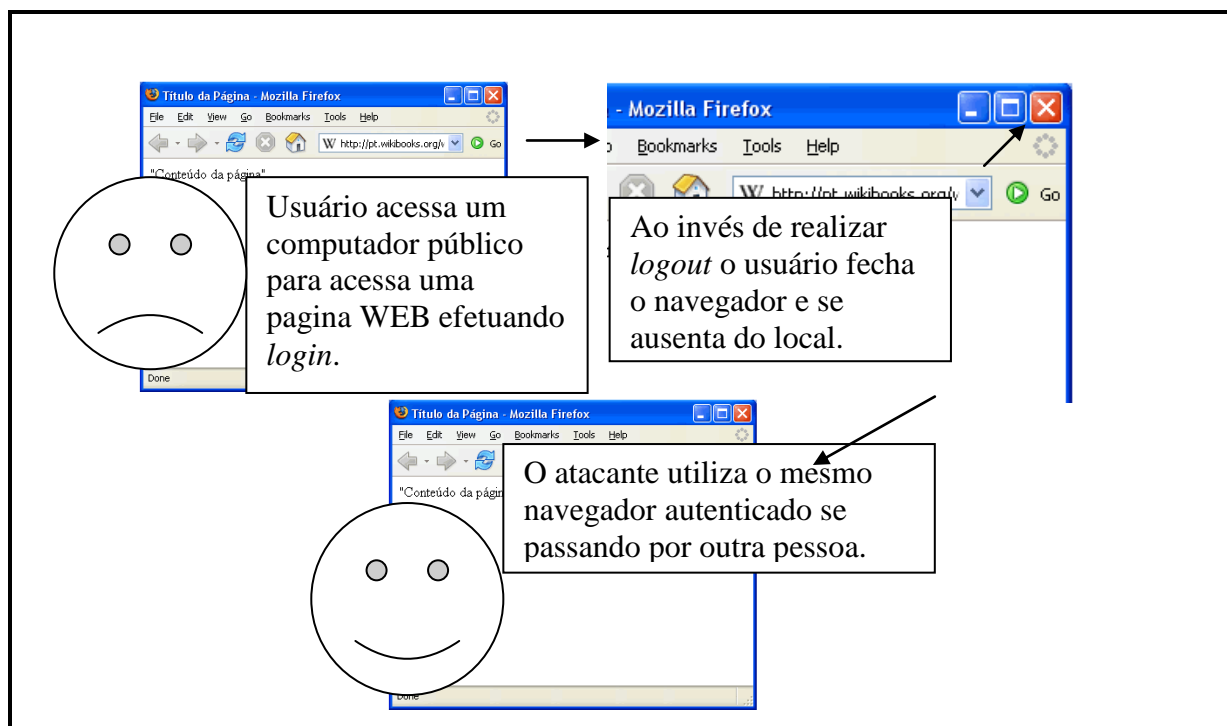 Título da Página - Mozilla Firefox
File Edit View Go Bookmarks Tools Help
W http://pt.wikibooks.org/w Go
"Conteúdo da página"
Usuário acessa um
computador público
para acessa uma
pagina WEB efetuando
login.
Done
- Mozilla Firefox
Bookmarks Tools Help
W http://pt.wikibooks.org/w Go
Ao invés de realizar
logout o usuário fecha
o navegador e se
ausenta do local.
Título da Página - Mozilla Firefox
File Edit View Go Bookmarks Tools Help
"Conteúdo da págin
O atacante utiliza o mesmo
navegador autenticado se
passando por outra pessoa.
Done